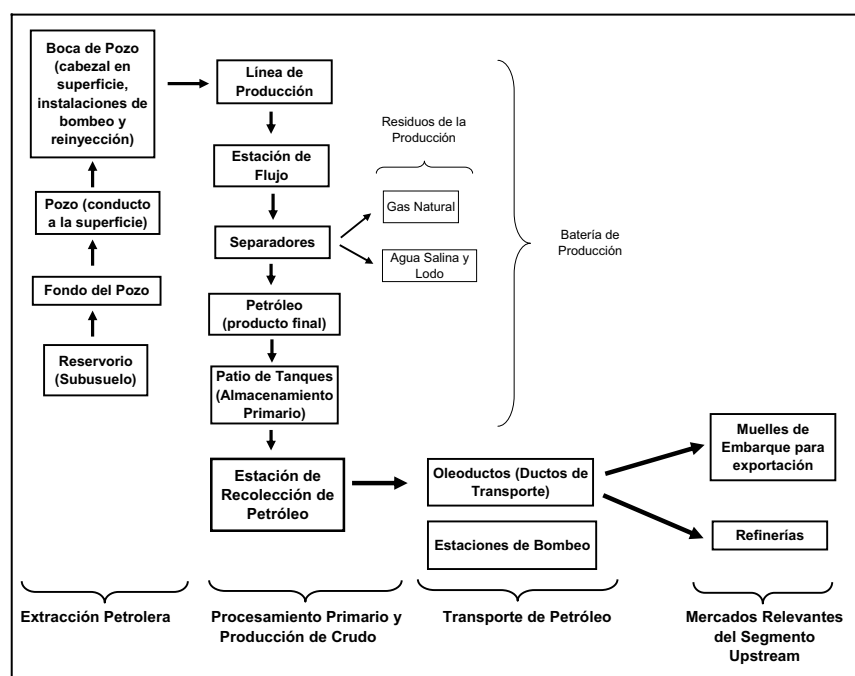 Boca de Pozo
(cabezal en
superficie,
instalaciones de
bombeo y
reinyección)
Pozo (conducto
a la superficie)
Fondo del Pozo
Reservorio
(Subusuelo)
Línea de
Producción
Estación de
Flujo
Separadores
Petróleo
(producto final)
Patio de Tanques
(Almacenamiento
Primario)
Estación de
Recolección de
Petróleo
Residuos de la
Producción
Gas Natural
Agua Salina y
Lodo
Batería de
Producción
Oleoductos (Ductos de
Transporte)
Estaciones de Bombeo
Muelles de
Embarque para
exportación
Refinerías
Extracción Petrolera
Procesamiento Primario y
Producción de Crudo
Transporte de Petróleo
Mercados Relevantes
del Segmento
Upstream